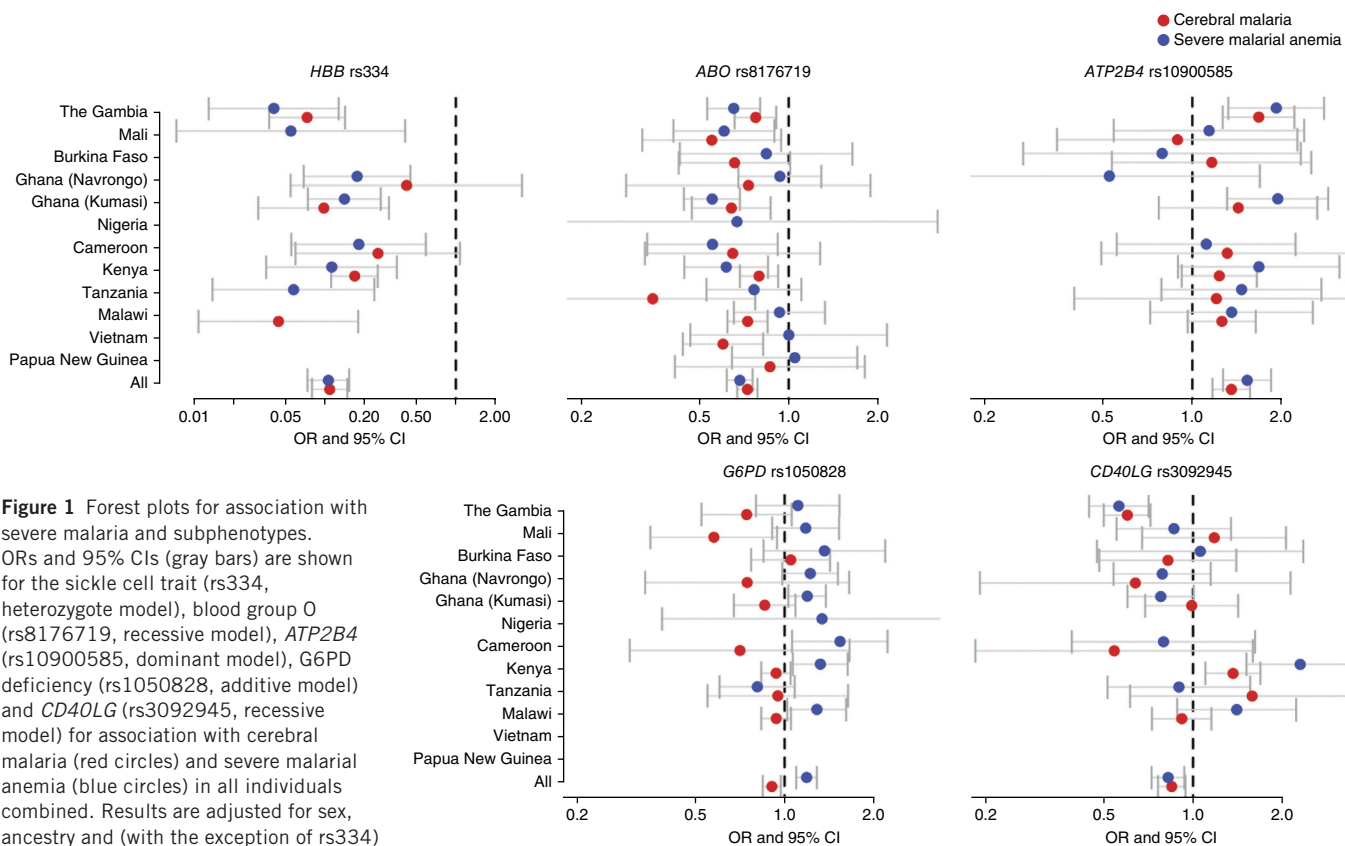 Cerebral malaria
Severe malarial anemia
HBB rs334
ABO rs8176719
ATP2B4 rs10900585
The Gambia
Mali
Burkina Faso
Ghana (Navrongo)
Ghana (Kumasi)
Nigeria
Cameroon
Kenya
Tanzania
Malawi
Vietnam
Papua New Guinea
All
0.01 0.05 0.20 0.50 2.00
OR and 95% CI
0.2 0.5 1.0 2.0
OR and 95% CI
0.2 0.5 1.0 2.0
OR and 95% CI
G6PD rs1050828
CD40LG rs3092945
The Gambia
Mali
Burkina Faso
Ghana (Navrongo)
Ghana (Kumasi)
Nigeria
Cameroon
Kenya
Tanzania
Malawi
Vietnam
Papua New Guinea
All
0.2 0.5 1.0 2.0
OR and 95% CI
0.2 0.5 1.0 2.0
OR and 95% CI
Figure 1 Forest plots for association with
severe malaria and subphenotypes.
ORs and 95% CIs (gray bars) are shown
for the sickle cell trait (rs334,
heterozygote model), blood group O
(rs8176719, recessive model), ATP2B4
(rs10900585, dominant model), G6PD
deficiency (rs1050828, additive model)
and CD40LG (rs3092945, recessive
model) for association with cerebral
malaria (red circles) and severe malarial
anemia (blue circles) in all individuals
combined. Results are adjusted for sex,
ancestry and (with the exception of rs334)